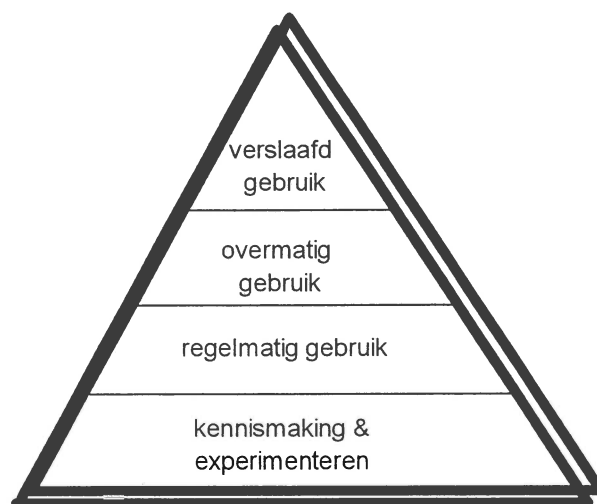 verslaafd
gebruik
overmatig
gebruik
regelmatig gebruik
kennismaking &
experimenteren